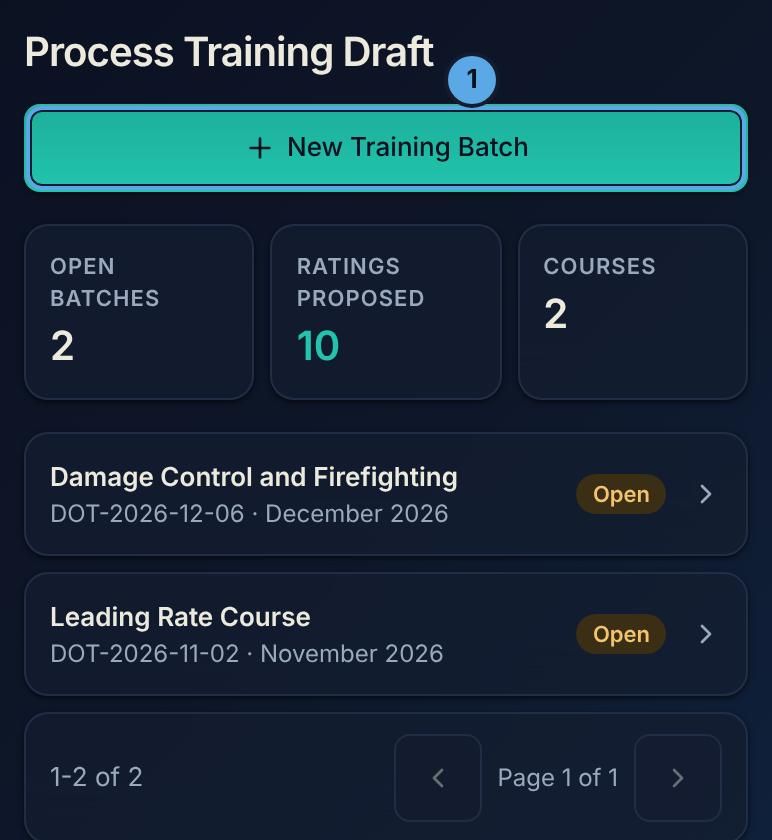 Process Training Draft
1
+ New Training Batch
OPEN
BATCHES
2
RATINGS
PROPOSED
10
COURSES
2
Damage Control and Firefighting
DOT-2026-12-06 · December 2026
Open
Leading Rate Course
DOT-2026-11-02 · November 2026
Open
1-2 of 2
Page 1 of 1